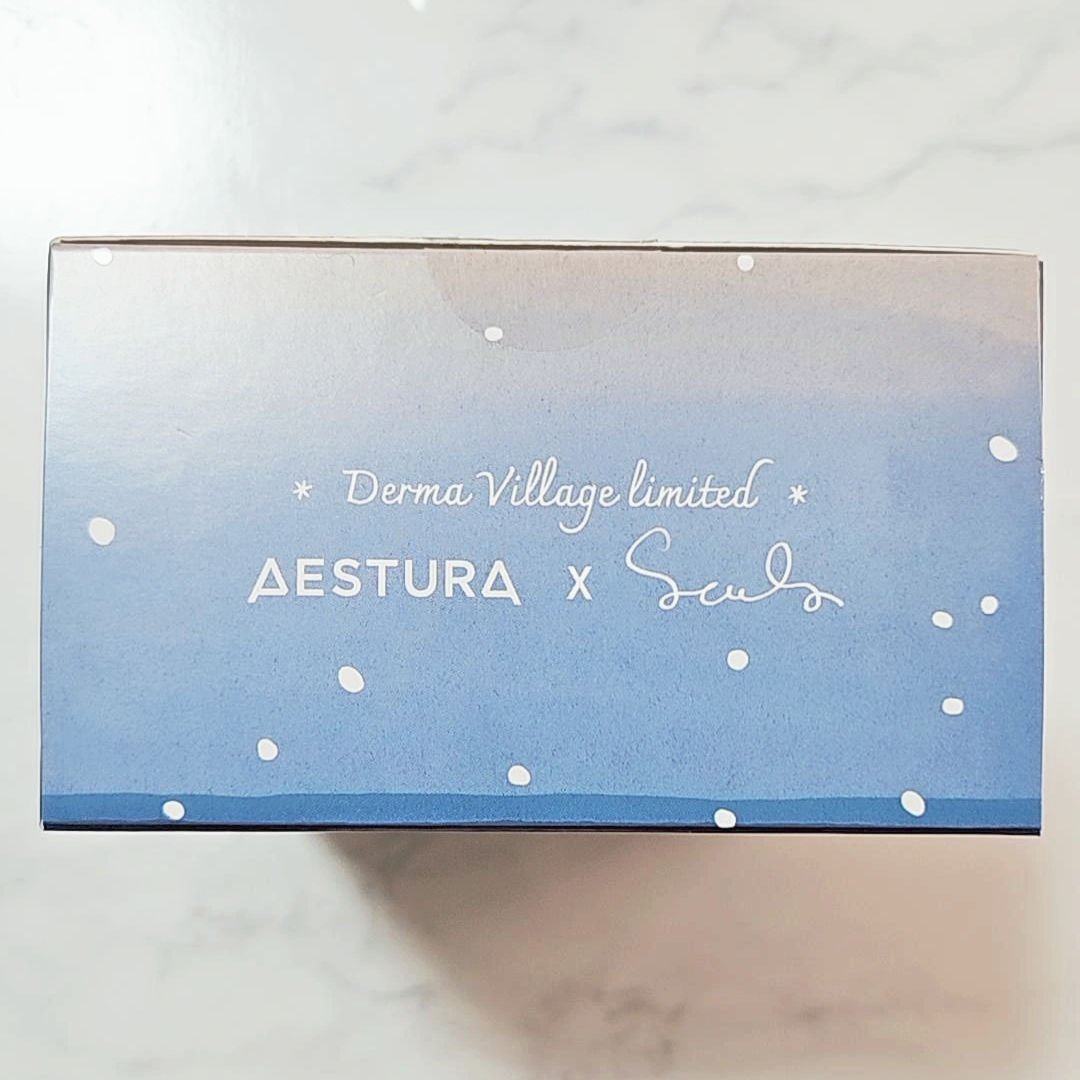 * Derma Village limited *
AESTURA X